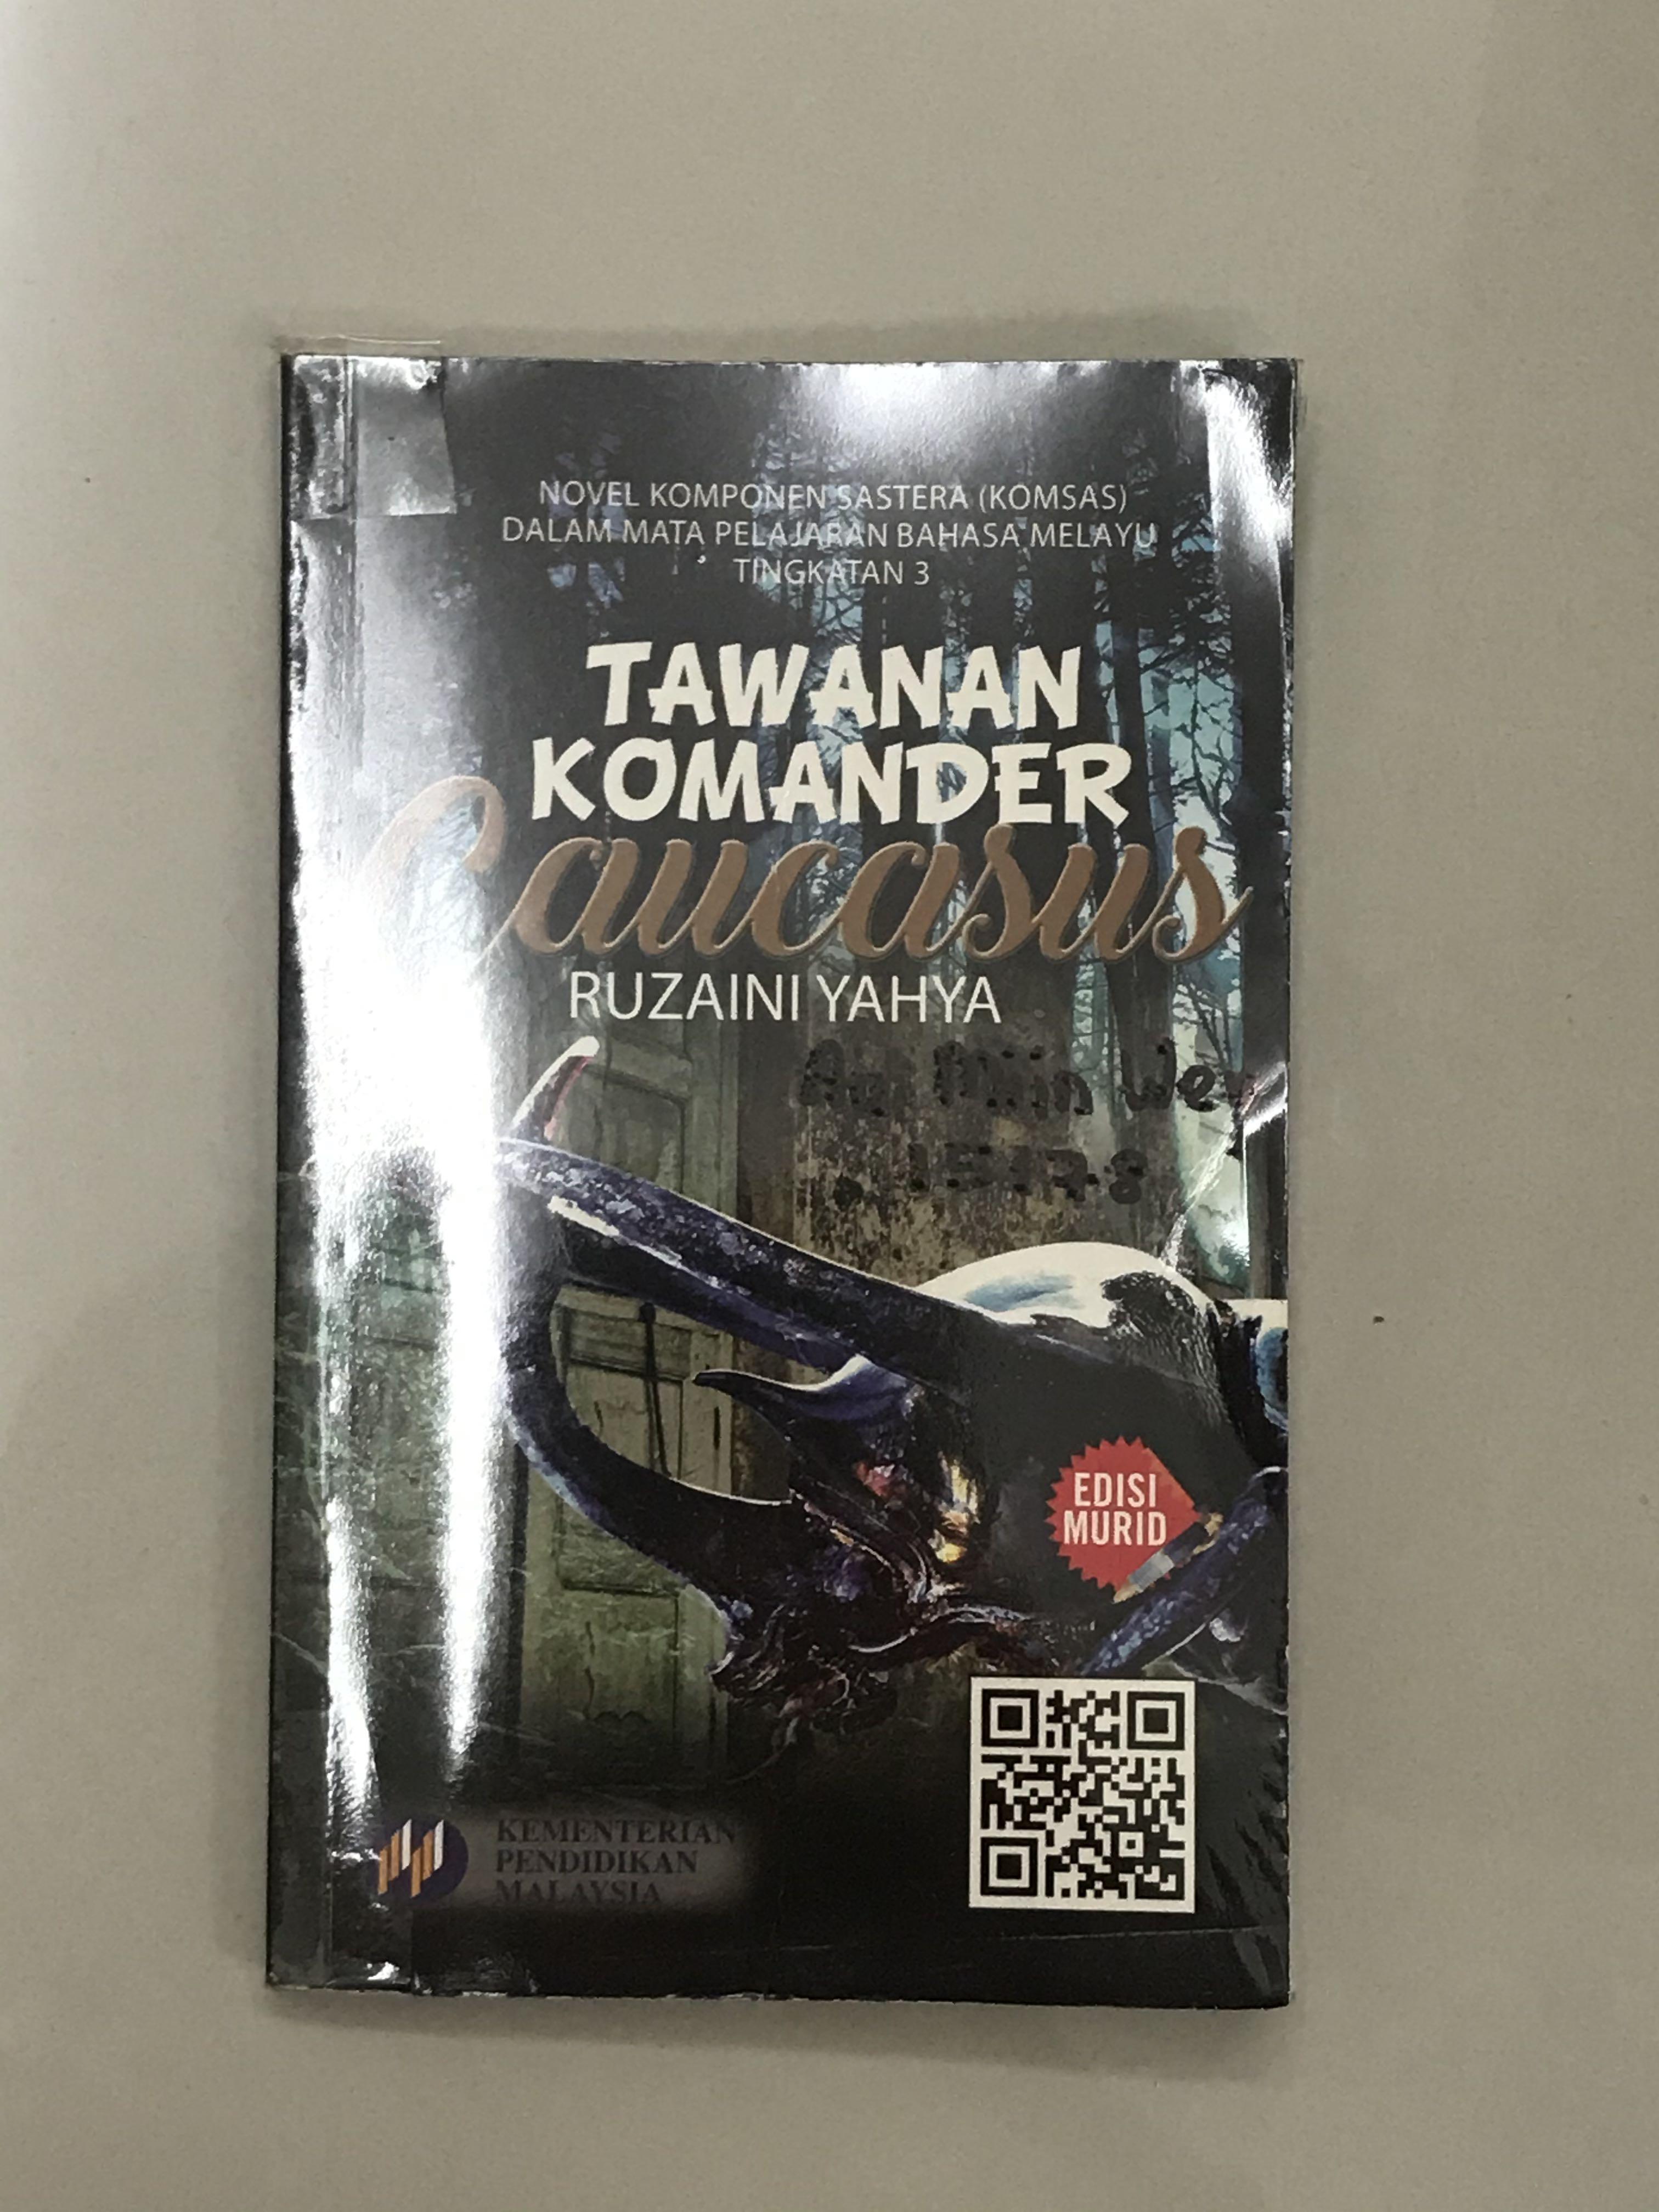 NOVEL KOMPONEN SASTERA (KOMSAS)
DALAM MATA PELAJARAN BAHASA MELAYU
TINGKATAN 3
TAWANAN
KOMANDER
Caucasus
RUZAINI YAHYA
15178
EDISI
MURID
KEMENTERIAN
PENDIDIKAN
MALAYSIA